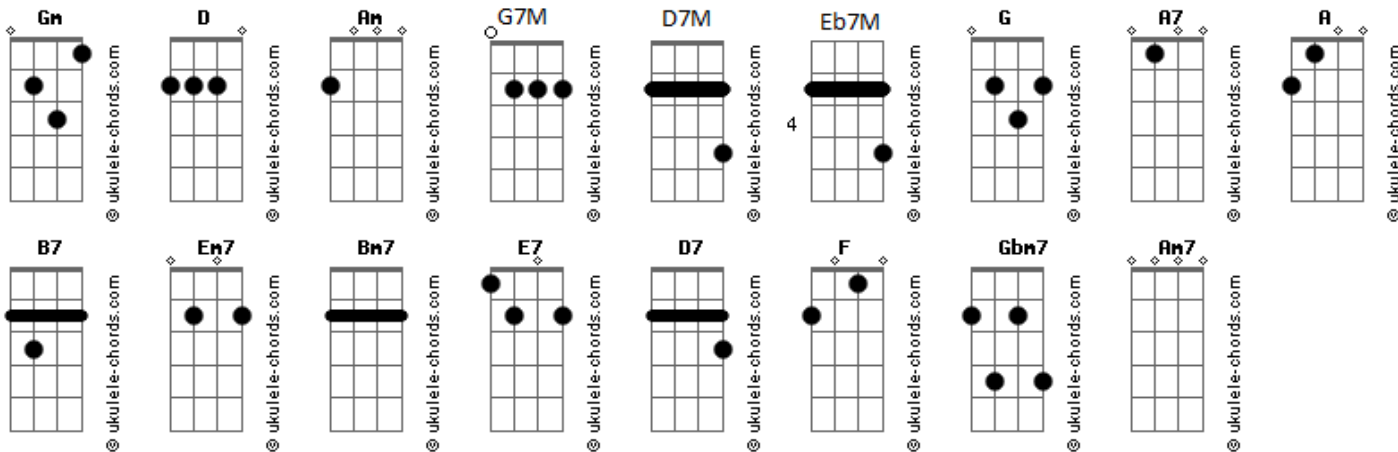 Gm D Am G7M D7M Eb7M G A7 A
© ukulele-chords.com © ukulele-chords.com © ukulele-chords.com © ukulele-chords.com © ukulele-chords.com © ukulele-chords.com © ukulele-chords.com © ukulele-chords.com © ukulele-chords.com
4
B7 Em7 Bm7 E7 D7 F Gbm7 Am7
© ukulele-chords.com © ukulele-chords.com © ukulele-chords.com © ukulele-chords.com © ukulele-chords.com © ukulele-chords.com © ukulele-chords.com © ukulele-chords.com